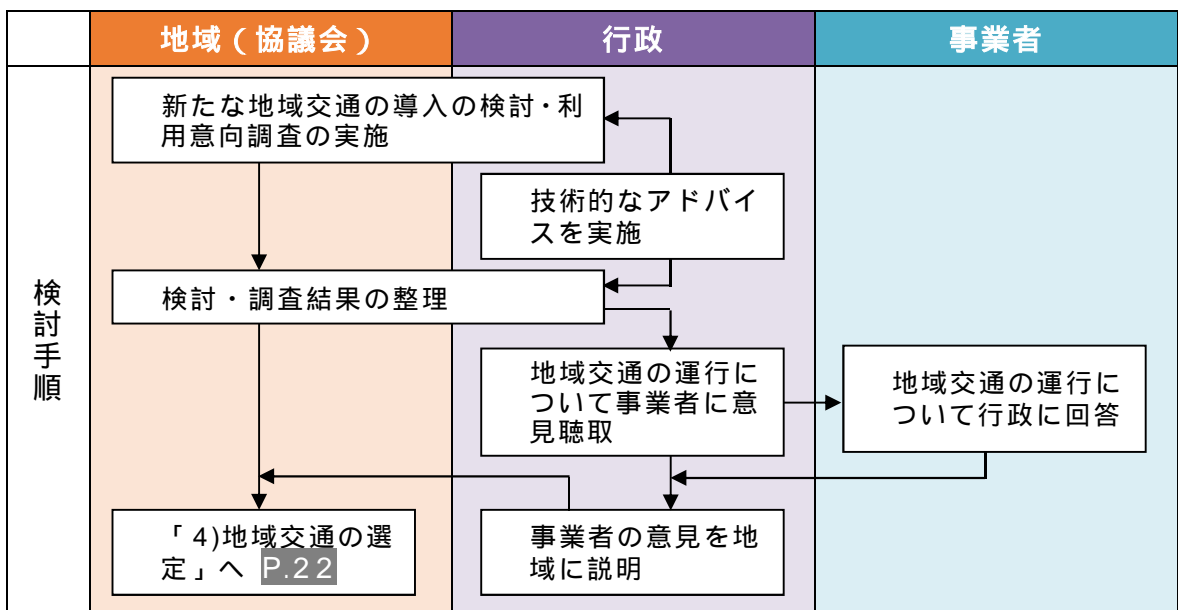 地域（協議会）
行政
事業者
検討手順
新たな地域交通の導入の検討・利
用意向調査の実施
技術的なアドバイ
スを実施
検討・調査結果の整理
地域交通の運行に
ついて事業者に意
見聴取
地域交通の運行に
ついて行政に回答
「4)地域交通の選
定」へ P.22
事業者の意見を地
域に説明